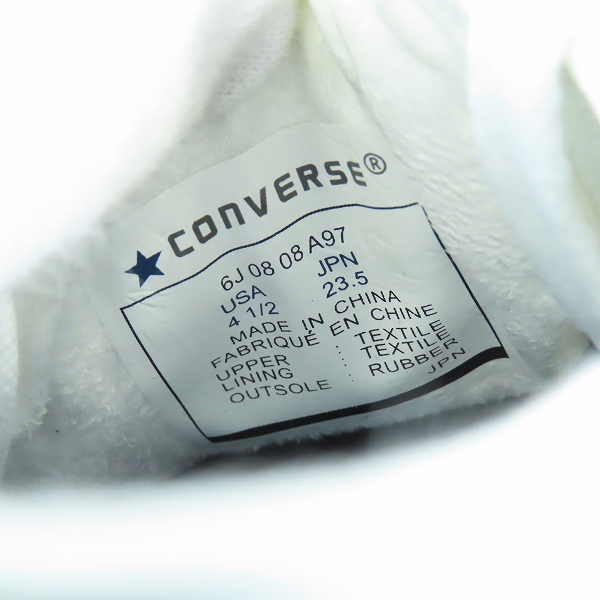 CONVERSE®
6J 08 08 A97
USA JPN
4 1/2 23.5
MADE IN CHINA
FABRIQUÉ EN CHINE
UPPER TEXTILE
LINING TEXTILE
OUTSOLE RUBBER
JPN